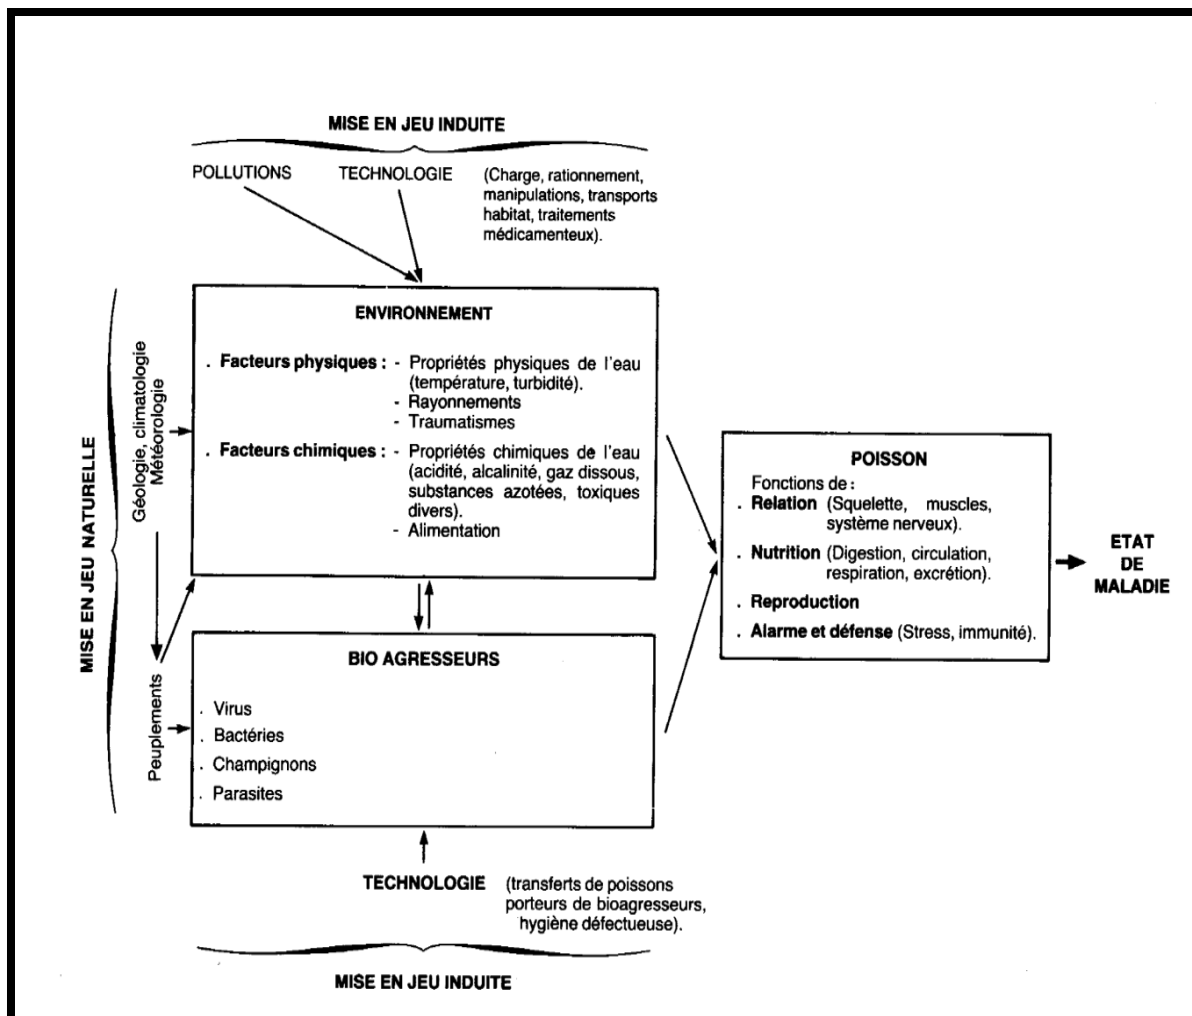 MISE EN JEU INDUITE
POLLUTIONS
TECHNOLOGIE
(Charge, rationnement,
manipulations, transports
habitat, traitements
médicamenteux).
MISE EN JEU NATURELLE
Géologie, climatologie
Météorologie
Peuplements
ENVIRONNEMENT
. Facteurs physiques : - Propriétés physiques de l'eau
(température, turbidité).
- Rayonnements
- Traumatismes
. Facteurs chimiques : - Propriétés chimiques de l'eau
(acidité, alcalinité, gaz dissous,
substances azotées, toxiques
divers).
- Alimentation
BIO AGRESSEURS
. Virus
. Bactéries
. Champignons
. Parasites
POISSON
Fonctions de :
. Relation (Squelette, muscles,
système nerveux).
. Nutrition (Digestion, circulation,
respiration, excrétion).
. Reproduction
. Alarme et défense (Stress, immunité).
ETAT
DE
MALADIE
TECHNOLOGIE (transferts de poissons
porteurs de bioagresseurs,
hygiène défectueuse).
MISE EN JEU INDUITE